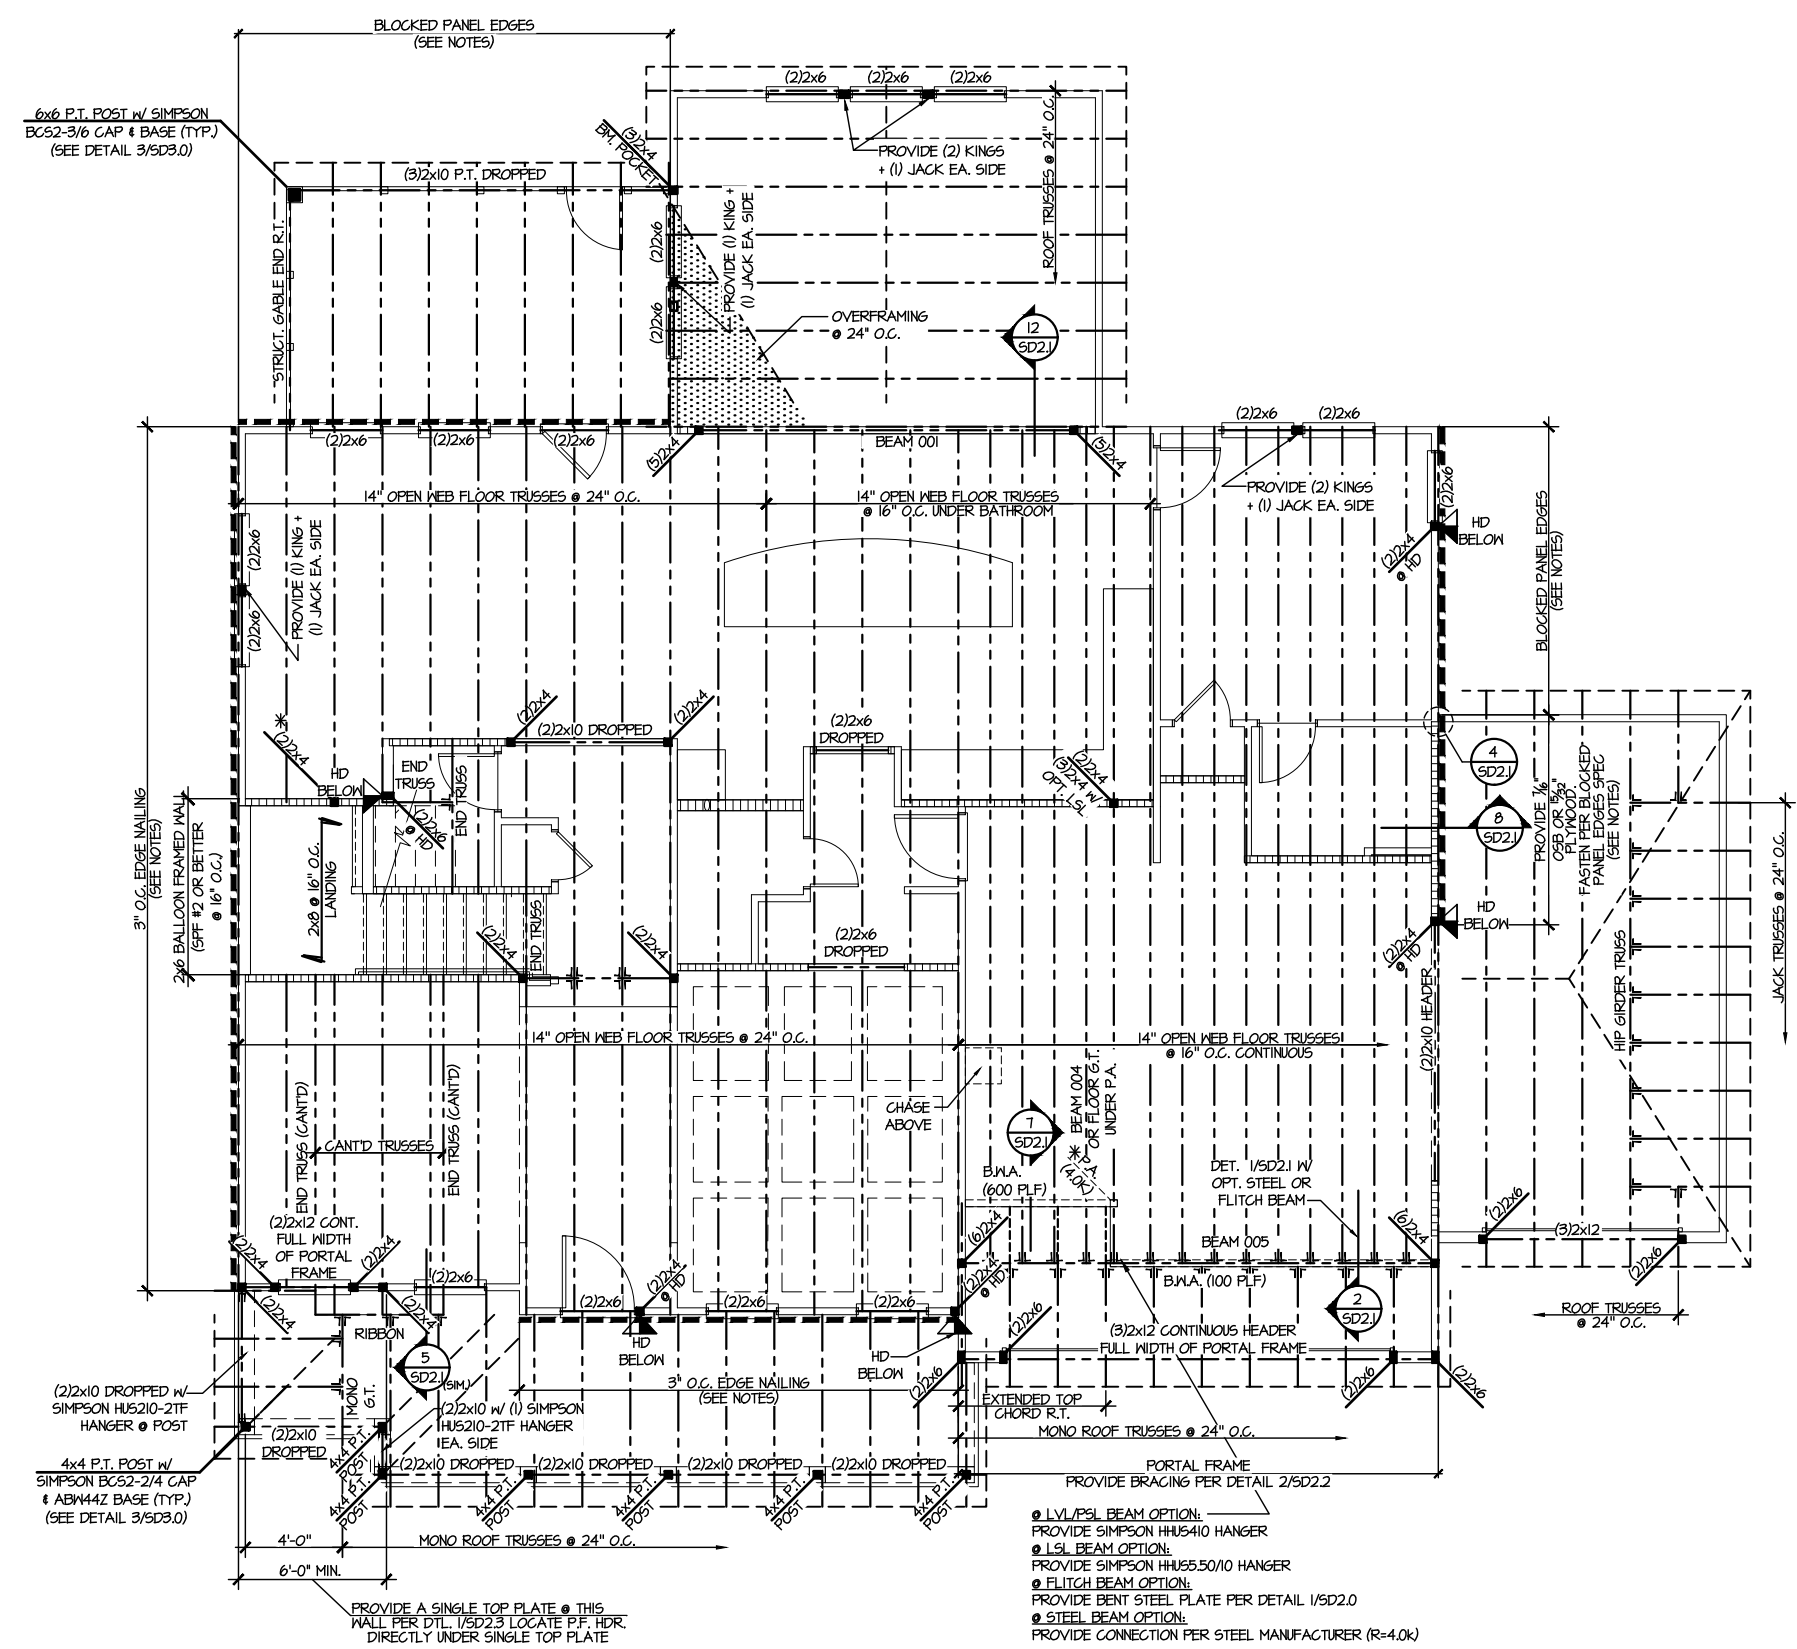 BLOCKED PANEL EDGES
(SEE NOTES)
6x6 P.T. POST w/ SIMPSON
BCS2-3/6 CAP & BASE (TYP.)
(SEE DETAIL 3/SD3.0)
(3)2x4
BM. POCKET
(2)2x6
(2)2x6
(2)2x6
PROVIDE (2) KINGS
+ (1) JACK EA. SIDE
ROOF TRUSSES @ 24" O.C.
(3)2x10 P.T. DROPPED
STRUCT. GABLE END R.T.
(2)2x6
(2)2x6
PROVIDE (1) KING +
(1) JACK EA. SIDE
OVERFRAMING
@ 24" O.C.
12
SD2.1
(2)2x6
(2)2x6
(2)2x6
(5)2x4
BEAM 001
(5)2x4
(2)2x6
(2)2x6
PROVIDE (2) KINGS
+ (1) JACK EA. SIDE
(2)2x6
HD
BELOW
(2)2x4
@ HD
BLOCKED PANEL EDGES
(SEE NOTES)
14" OPEN WEB FLOOR TRUSSES @ 24" O.C.
14" OPEN WEB FLOOR TRUSSES
@ 16" O.C. UNDER BATHROOM
(2)2x6
(2)2x6
PROVIDE (1) KING +
(1) JACK EA. SIDE
3" O.C. EDGE NAILING
(SEE NOTES)
2x6 BALLOON FRAMED WALL
(SPF #2 OR BETTER
@ 16" O.C.)
*
(2)2x4
HD
BELOW
END
TRUSS
END TRUSS
(2)2x6
@ HD
(2)2x4
(2)2x10 DROPPED
(2)2x4
(2)2x6
DROPPED
(2)2x4
(3)2x4 W/
OPT. LSL
4
SD2.1
8
SD2.1
PROVIDE 7/16"
OSB OR 15/32"
PLYWOOD.
FASTEN PER BLOCKED
PANEL EDGES SPEC
(SEE NOTES)
JACK TRUSSES @ 24" O.C.
HIP GIRDER TRUSS
2x8 @ 16" O.C.
LANDING
(2)2x4
END TRUSS
(2)2x4
(2)2x6
DROPPED
HD
BELOW
(2)2x4
@ HD
(2)2x10 HEADER
14" OPEN WEB FLOOR TRUSSES @ 24" O.C.
14" OPEN WEB FLOOR TRUSSES
@ 16" O.C. CONTINUOUS
CHASE
ABOVE
7
SD2.1
* BEAM 004
OR FLOOR G.T.
UNDER P.A.
P.A.
(4.0K)
B.W.A.
(600 PLF)
DET. 1/SD2.1 W/
OPT. STEEL OR
FLITCH BEAM
END TRUSS (CANT'D)
CANT'D TRUSSES
END TRUSS (CANT'D)
(2)2x12 CONT.
FULL WIDTH
OF PORTAL
FRAME
(2)2x4
(2)2x4
(2)2x6
(2)2x4
(2)2x4
RIBBON
5
SD2.1
(SIM.)
MONO
G.T.
(2)2x6
(2)2x4
@ HD
(2)2x6
(2)2x6
(2)2x4
@ HD
HD
BELOW
HD
BELOW
(6)2x4
BEAM 005
(6)2x4
B.W.A. (100 PLF)
2
SD2.1
(2)2x6
(2)2x6
(3)2x12 CONTINUOUS HEADER
FULL WIDTH OF PORTAL FRAME
(2)2x6
(2)2x6
(2)2x6
(3)2x12
(2)2x6
ROOF TRUSSES
@ 24" O.C.
3" O.C. EDGE NAILING
(SEE NOTES)
EXTENDED TOP
CHORD R.T.
MONO ROOF TRUSSES @ 24" O.C.
PORTAL FRAME
PROVIDE BRACING PER DETAIL 2/SD2.2
(2)2x10 DROPPED w/
SIMPSON HUS210-2TF
HANGER @ POST
(2)2x10
DROPPED
(2)2x10 W/ (1) SIMPSON
HUS210-2TF HANGER
EA. SIDE
4x4 P.T.
POST
(2)2x10 DROPPED
(2)2x10 DROPPED
(2)2x10 DROPPED
(2)2x10 DROPPED
4x4 P.T.
POST
4x4 P.T.
POST
4x4 P.T.
POST
4x4 P.T.
POST
4x4 P.T.
POST
4x4 P.T. POST w/
SIMPSON BCS2-2/4 CAP
& ABW44Z BASE (TYP.)
(SEE DETAIL 3/SD3.0)
4'-0"
MONO ROOF TRUSSES @ 24" O.C.
6'-0" MIN.
PROVIDE A SINGLE TOP PLATE @ THIS
WALL PER DTL. 1/SD2.3 LOCATE P.F. HDR.
DIRECTLY UNDER SINGLE TOP PLATE
@ LVL/PSL BEAM OPTION:
PROVIDE SIMPSON HHUS410 HANGER
@ LSL BEAM OPTION:
PROVIDE SIMPSON HHUS5.50/10 HANGER
@ FLITCH BEAM OPTION:
PROVIDE BENT STEEL PLATE PER DETAIL 1/SD2.0
@ STEEL BEAM OPTION:
PROVIDE CONNECTION PER STEEL MANUFACTURER (R=4.0k)